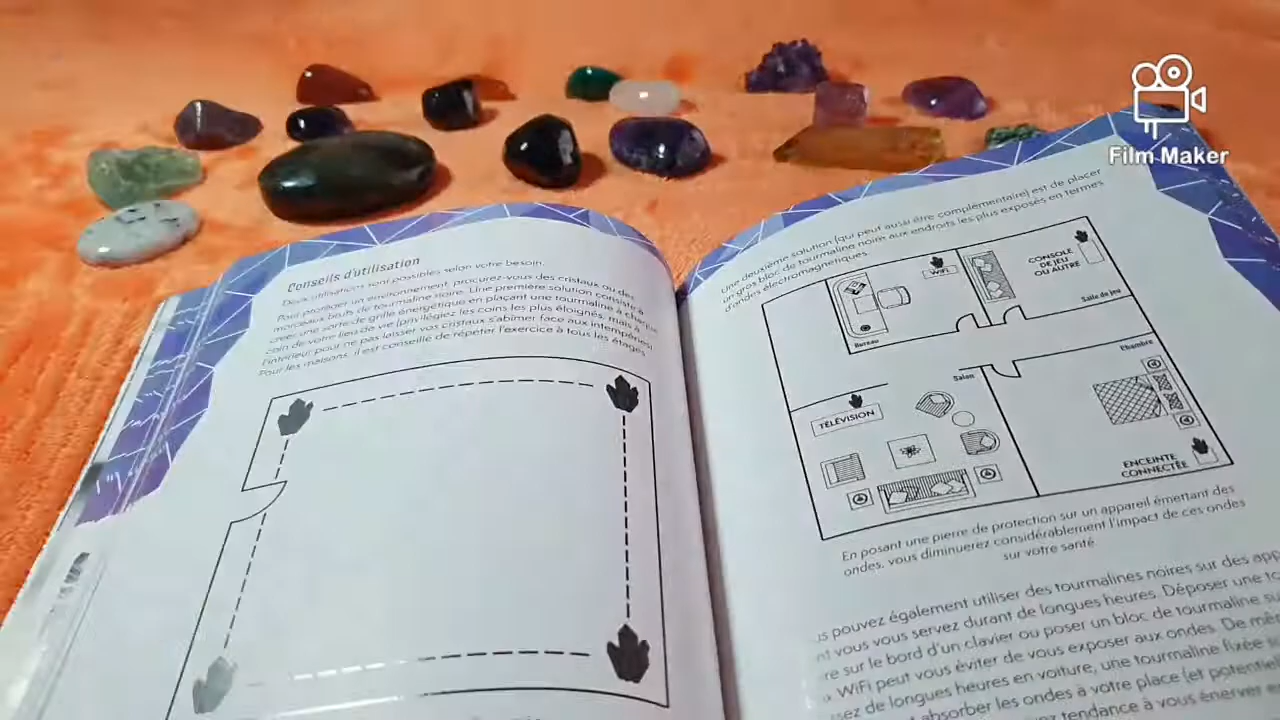 Film Maker
Conseils d'utilisation
Deux utilisations sont possibles selon votre besoin.
Pour protéger un environnement, procurez-vous des cristaux ou des
morceaux bruts de tourmaline noire. Une première solution consiste à
créer une sorte de grille énergétique en plaçant une tourmaline à chaque
coin de votre lieu de vie (privilégiez les coins les plus éloignés, mais à
l'intérieur pour ne pas laisser vos cristaux s'abîmer face aux intempéries).
Pour les maisons, il est conseillé de répéter l'exercice à tous les étages.
Une deuxième solution (qui peut aussi être complémentaire) est de placer
un gros bloc de tourmaline noire aux endroits les plus exposés en termes
d'ondes électromagnétiques.
WIFI
CONSOLE
DE JEU
OU AUTRE
Salle de jeu
Bureau
Chambre
Salon
TÉLÉVISION
ENCEINTE
CONNECTÉE
En posant une pierre de protection sur un appareil émettant des
ondes, vous diminuerez considérablement l'impact de ces ondes
sur votre santé.
pouvez également utiliser des tourmalines noires sur des
vous vous servez durant de longues heures. Déposer une
sur le bord d'un clavier ou poser un bloc de tourmaline
WiFi peut vous éviter de vous exposer aux ondes. De
de longues heures en voiture, une tourmaline fixée
absorber les ondes à votre place (et
tendance à vous énerver